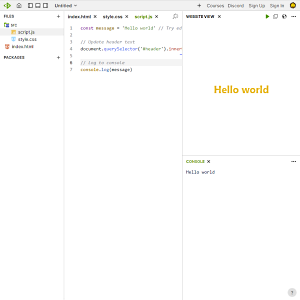 Untitled
Courses Discord Sign Up Sign In
FILES
src
script.js
style.css
index.html
PACKAGES
index.html style.css script.js
1 const message = 'Hello world' // Try
2
3 // Update header text
4 document.querySelector('#header').inner
5
6 // Log to console
7 console.log(message)
WEBSITE VIEW
Hello world
CONSOLE
Hello world